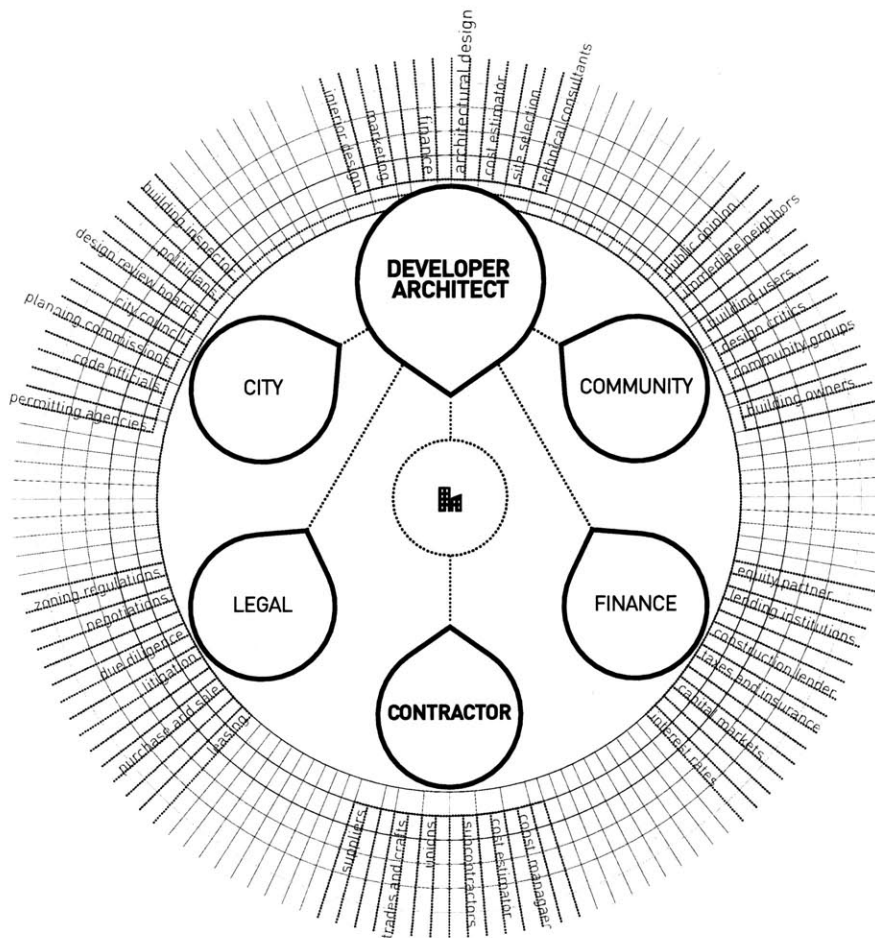 interior design
marketing
finance
architectural design
cost estimator
site selection
technical consultants
DEVELOPER
ARCHITECT
public opinion
immediate neighbors
building users
design critics
community groups
building owners
COMMUNITY
building inspector
politidians
design review boards
city council
planning commissions
code officials
permitting agencies
CITY
zoning regulations
negotiations
due diligence
litigation
purchase and sale
leasing
LEGAL
equity partner
lending institutions
construction lender
taxes and insurance
capital markets
interest rates
FINANCE
CONTRACTOR
suppliers
trades and crafts
unions
subcontractors
cost estimator